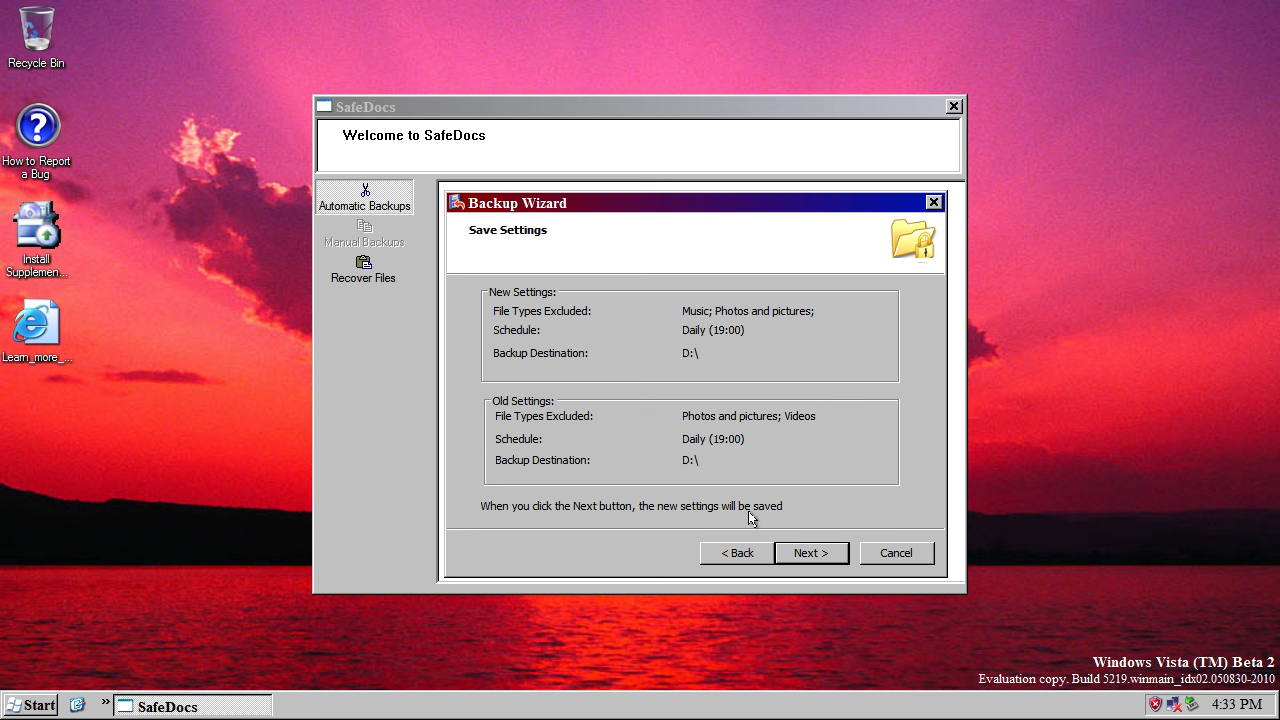 Recycle Bin
How to Report
a Bug
Install
Supplemen...
Learn_more_...
SafeDocs
Welcome to SafeDocs
Automatic Backups
Manual Backups
Recover Files
Backup Wizard
Save Settings
New Settings:
File Types Excluded: Music; Photos and pictures;
Schedule: Daily (19:00)
Backup Destination: D:\
Old Settings:
File Types Excluded: Photos and pictures; Videos
Schedule: Daily (19:00)
Backup Destination: D:\
When you click the Next button, the new settings will be saved
< Back Next > Cancel
Windows Vista (TM) Beta 2
Evaluation copy. Build 5219.winmain_idx02.050830-2010
Start » SafeDocs 4:33 PM